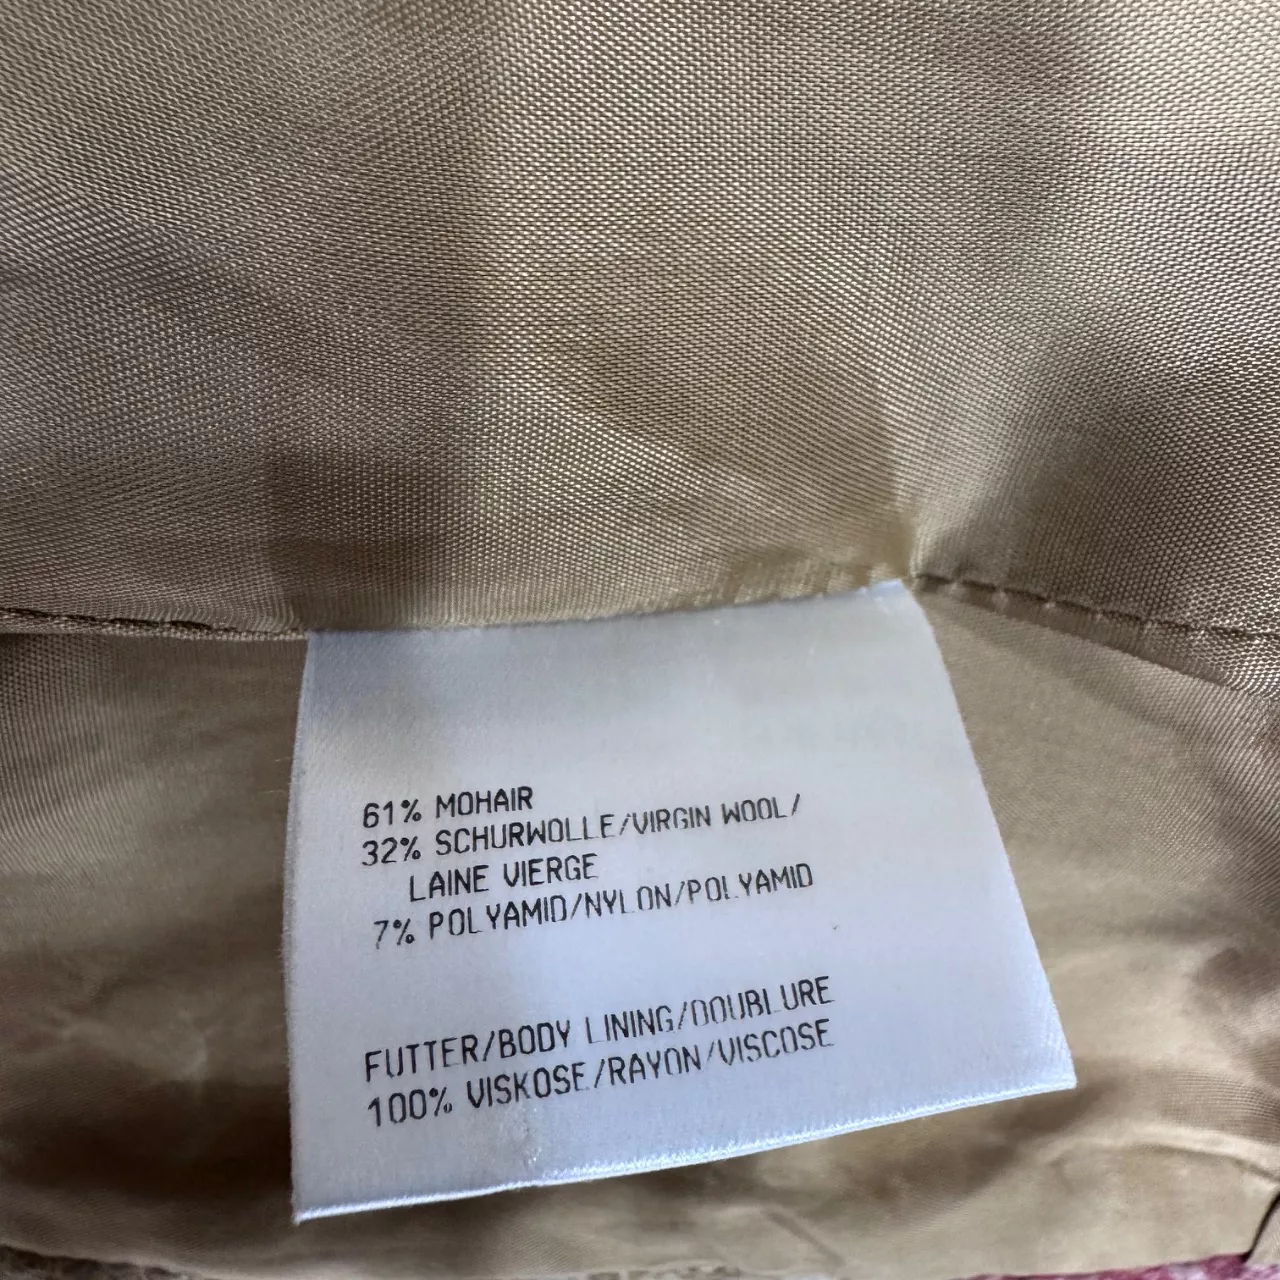 61% MOHAIR
32% SCHURWOLLE/VIRGIN WOOL/
LAINE VIERGE
7% POLYAMID/NYLON/POLYAMID
FUTTER/BODY LINING/DOUBLURE
100% VISKOSE/RAYON/VISCOSE